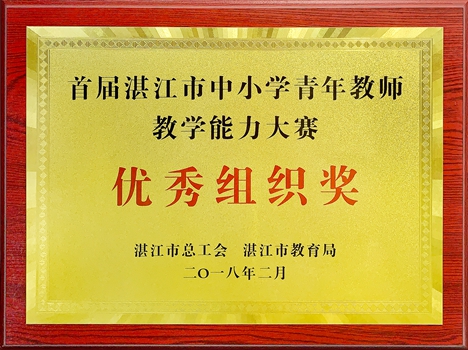 首届湛江市中小学青年教师
教学能力大赛
优秀组织奖
湛江市总工会 湛江市教育局
二〇一八年二月